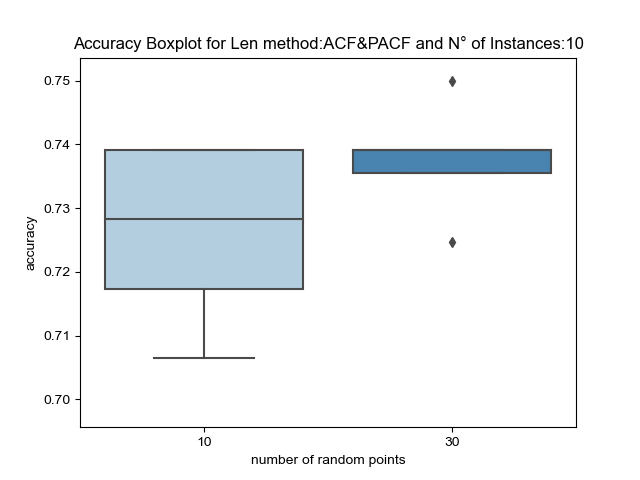 Accuracy Boxplot for Len method:ACF&PACF and N° of Instances:10
0.75
0.74
0.73
0.72
0.71
0.70
accuracy
10
30
number of random points